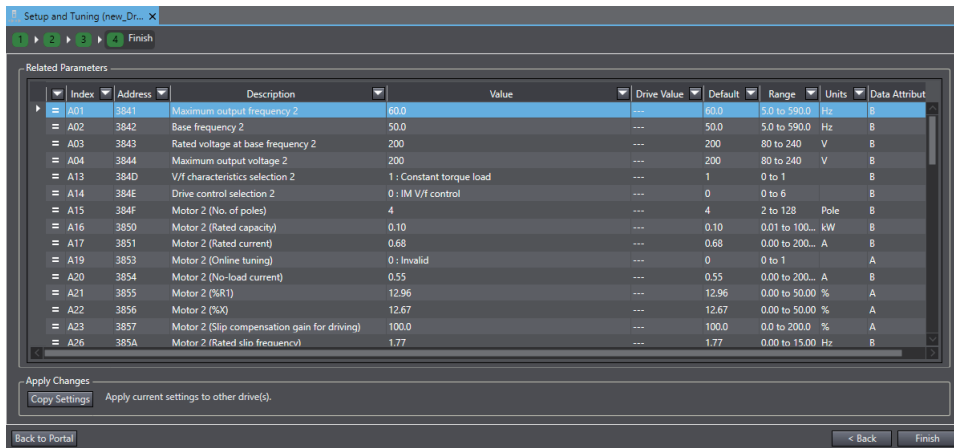 Setup and Tuning (new_Dr... X
1 2 3 4 Finish
Related Parameters
Index Address Description Value Drive Value Default Range Units Data Attribut
= A01 3841 Maximum output frequency 2 60.0 --- 60.0 5.0 to 590.0 Hz B
= A02 3842 Base frequency 2 50.0 --- 50.0 5.0 to 590.0 Hz B
= A03 3843 Rated voltage at base frequency 2 200 --- 200 80 to 240 V B
= A04 3844 Maximum output voltage 2 200 --- 200 80 to 240 V B
= A13 384D V/f characteristics selection 2 1 : Constant torque load --- 1 0 to 1 B
= A14 384E Drive control selection 2 0 : IM V/f control --- 0 0 to 6 B
= A15 384F Motor 2 (No. of poles) 4 --- 4 2 to 128 Pole B
= A16 3850 Motor 2 (Rated capacity) 0.10 --- 0.10 0.01 to 100... kW B
= A17 3851 Motor 2 (Rated current) 0.68 --- 0.68 0.00 to 200... A B
= A19 3853 Motor 2 (Online tuning) 0 : Invalid --- 0 0 to 1 A
= A20 3854 Motor 2 (No-load current) 0.55 --- 0.55 0.00 to 200... A B
= A21 3855 Motor 2 (%R1) 12.96 --- 12.96 0.00 to 50.00 % A
= A22 3856 Motor 2 (%X) 12.67 --- 12.67 0.00 to 50.00 % A
= A23 3857 Motor 2 (Slip compensation gain for driving) 100.0 --- 100.0 0.0 to 200.0 % A
= A26 385A Motor 2 (Rated slip frequency) 1.77 --- 1.77 0.00 to 15.00 Hz B
Apply Changes
Copy Settings Apply current settings to other drive(s).
Back to Portal < Back Finish